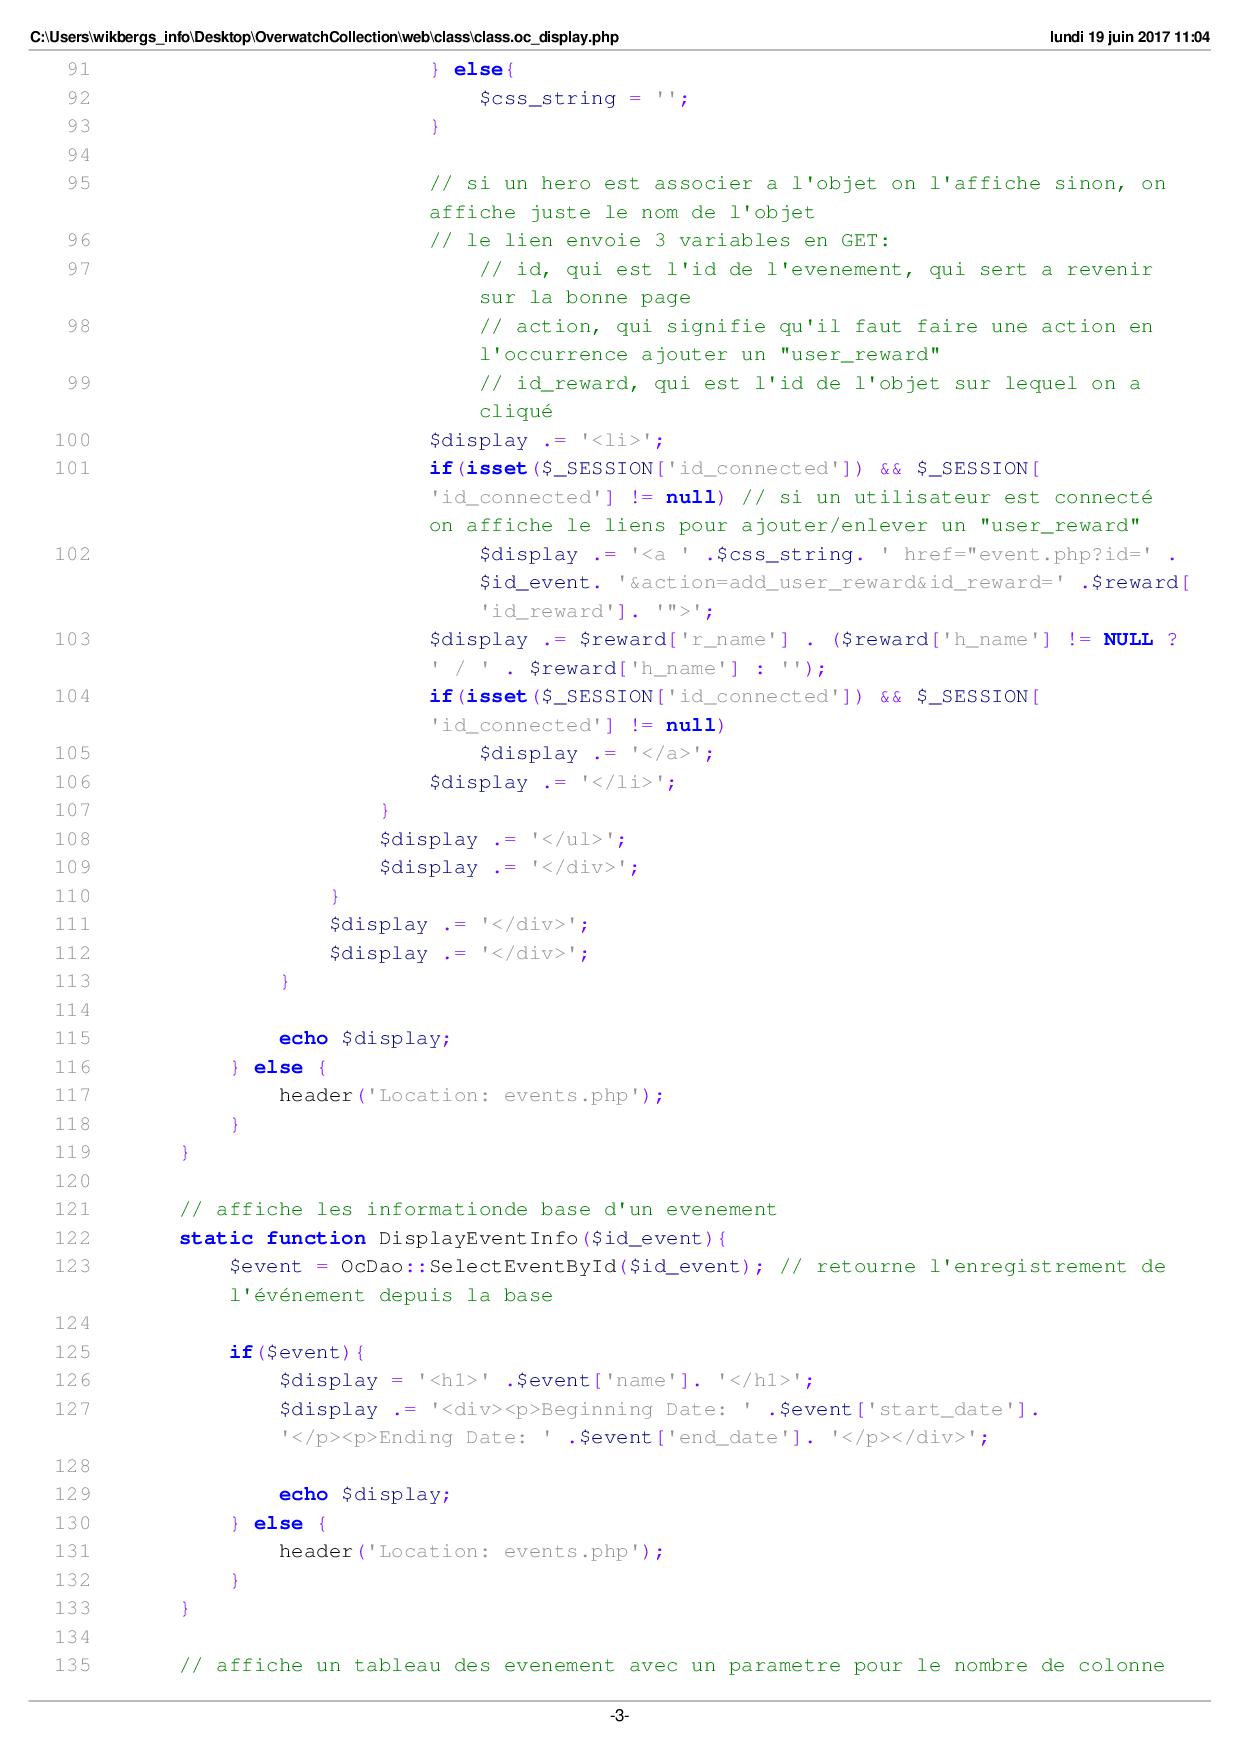 C:\Users\wikbergs_info\Desktop\OverwatchCollection\web\class\class.oc_display.php lundi 19 juin 2017 11:04
91 } else{
92 $css_string = '';
93 }
94
95 // si un hero est associer a l'objet on l'affiche sinon, on
affiche juste le nom de l'objet
96 // le lien envoie 3 variables en GET:
97 // id, qui est l'id de l'evenement, qui sert a revenir
sur la bonne page
98 // action, qui signifie qu'il faut faire une action en
l'occurrence ajouter un "user_reward"
99 // id_reward, qui est l'id de l'objet sur lequel on a
cliqué
100 $display .= '<li>';
101 if(isset($_SESSION['id_connected']) && $_SESSION[
'id_connected'] != null) // si un utilisateur est connecté
on affiche le liens pour ajouter/enlever un "user_reward"
102 $display .= '<a ' .$css_string. ' href="event.php?id=' .
$id_event. '&action=add_user_reward&id_reward=' .$reward[
'id_reward']. '">';
103 $display .= $reward['r_name'] . ($reward['h_name'] != NULL ?
' / ' . $reward['h_name'] : '');
104 if(isset($_SESSION['id_connected']) && $_SESSION[
'id_connected'] != null)
105 $display .= '</a>';
106 $display .= '</li>';
107 }
108 $display .= '</ul>';
109 $display .= '</div>';
110 }
111 $display .= '</div>';
112 $display .= '</div>';
113 }
114
115 echo $display;
116 } else {
117 header('Location: events.php');
118 }
119 }
120
121 // affiche les informationde base d'un evenement
122 static function DisplayEventInfo($id_event){
123 $event = OcDao::SelectEventById($id_event); // retourne l'enregistrement de
l'événement depuis la base
124
125 if($event){
126 $display = '<h1>' .$event['name']. '</h1>';
127 $display .= '<div><p>Beginning Date: ' .$event['start_date'].
'</p><p>Ending Date: ' .$event['end_date']. '</p></div>';
128
129 echo $display;
130 } else {
131 header('Location: events.php');
132 }
133 }
134
135 // affiche un tableau des evenement avec un parametre pour le nombre de colonne
-3-